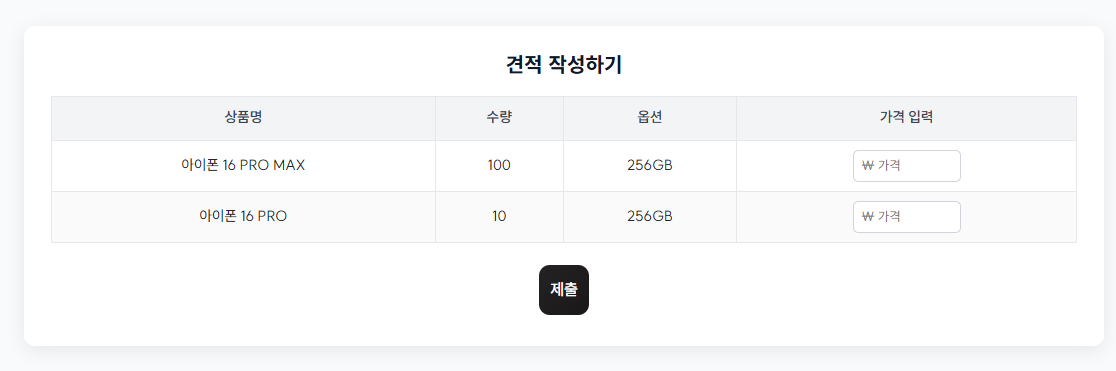 견적 작성하기
상품명 수량 옵션 가격 입력
아이폰 16 PRO MAX 100 256GB ₩ 가격
아이폰 16 PRO 10 256GB ₩ 가격
제출